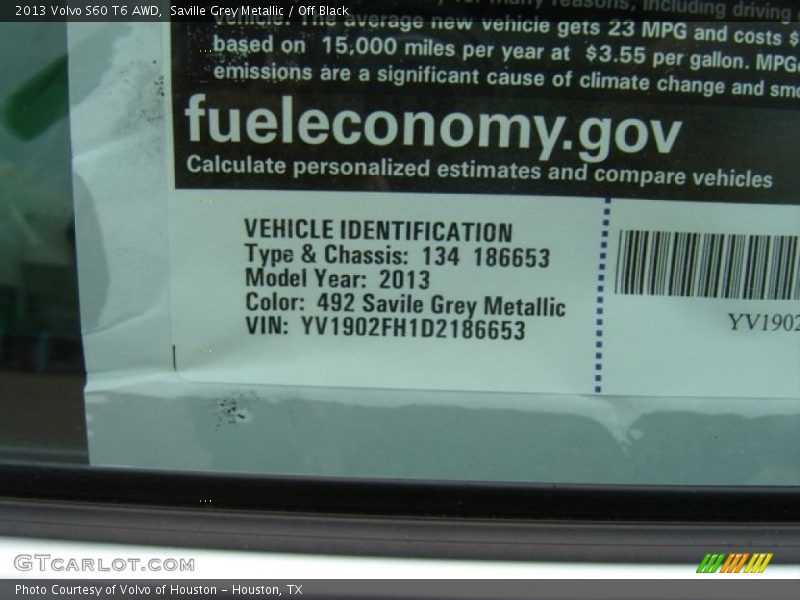 2013 Volvo S60 T6 AWD, Saville Grey Metallic / Off Black
many reasons, including driving
vehicle. The average new vehicle gets 23 MPG and costs $
based on 15,000 miles per year at $3.55 per gallon. MPG
emissions are a significant cause of climate change and smo
fueleconomy.gov
Calculate personalized estimates and compare vehicles
VEHICLE IDENTIFICATION
Type & Chassis: 134 186653
Model Year: 2013
Color: 492 Savile Grey Metallic
VIN: YV1902FH1D2186653
YV1902
GTCARLOT.COM
Photo Courtesy of Volvo of Houston - Houston, TX